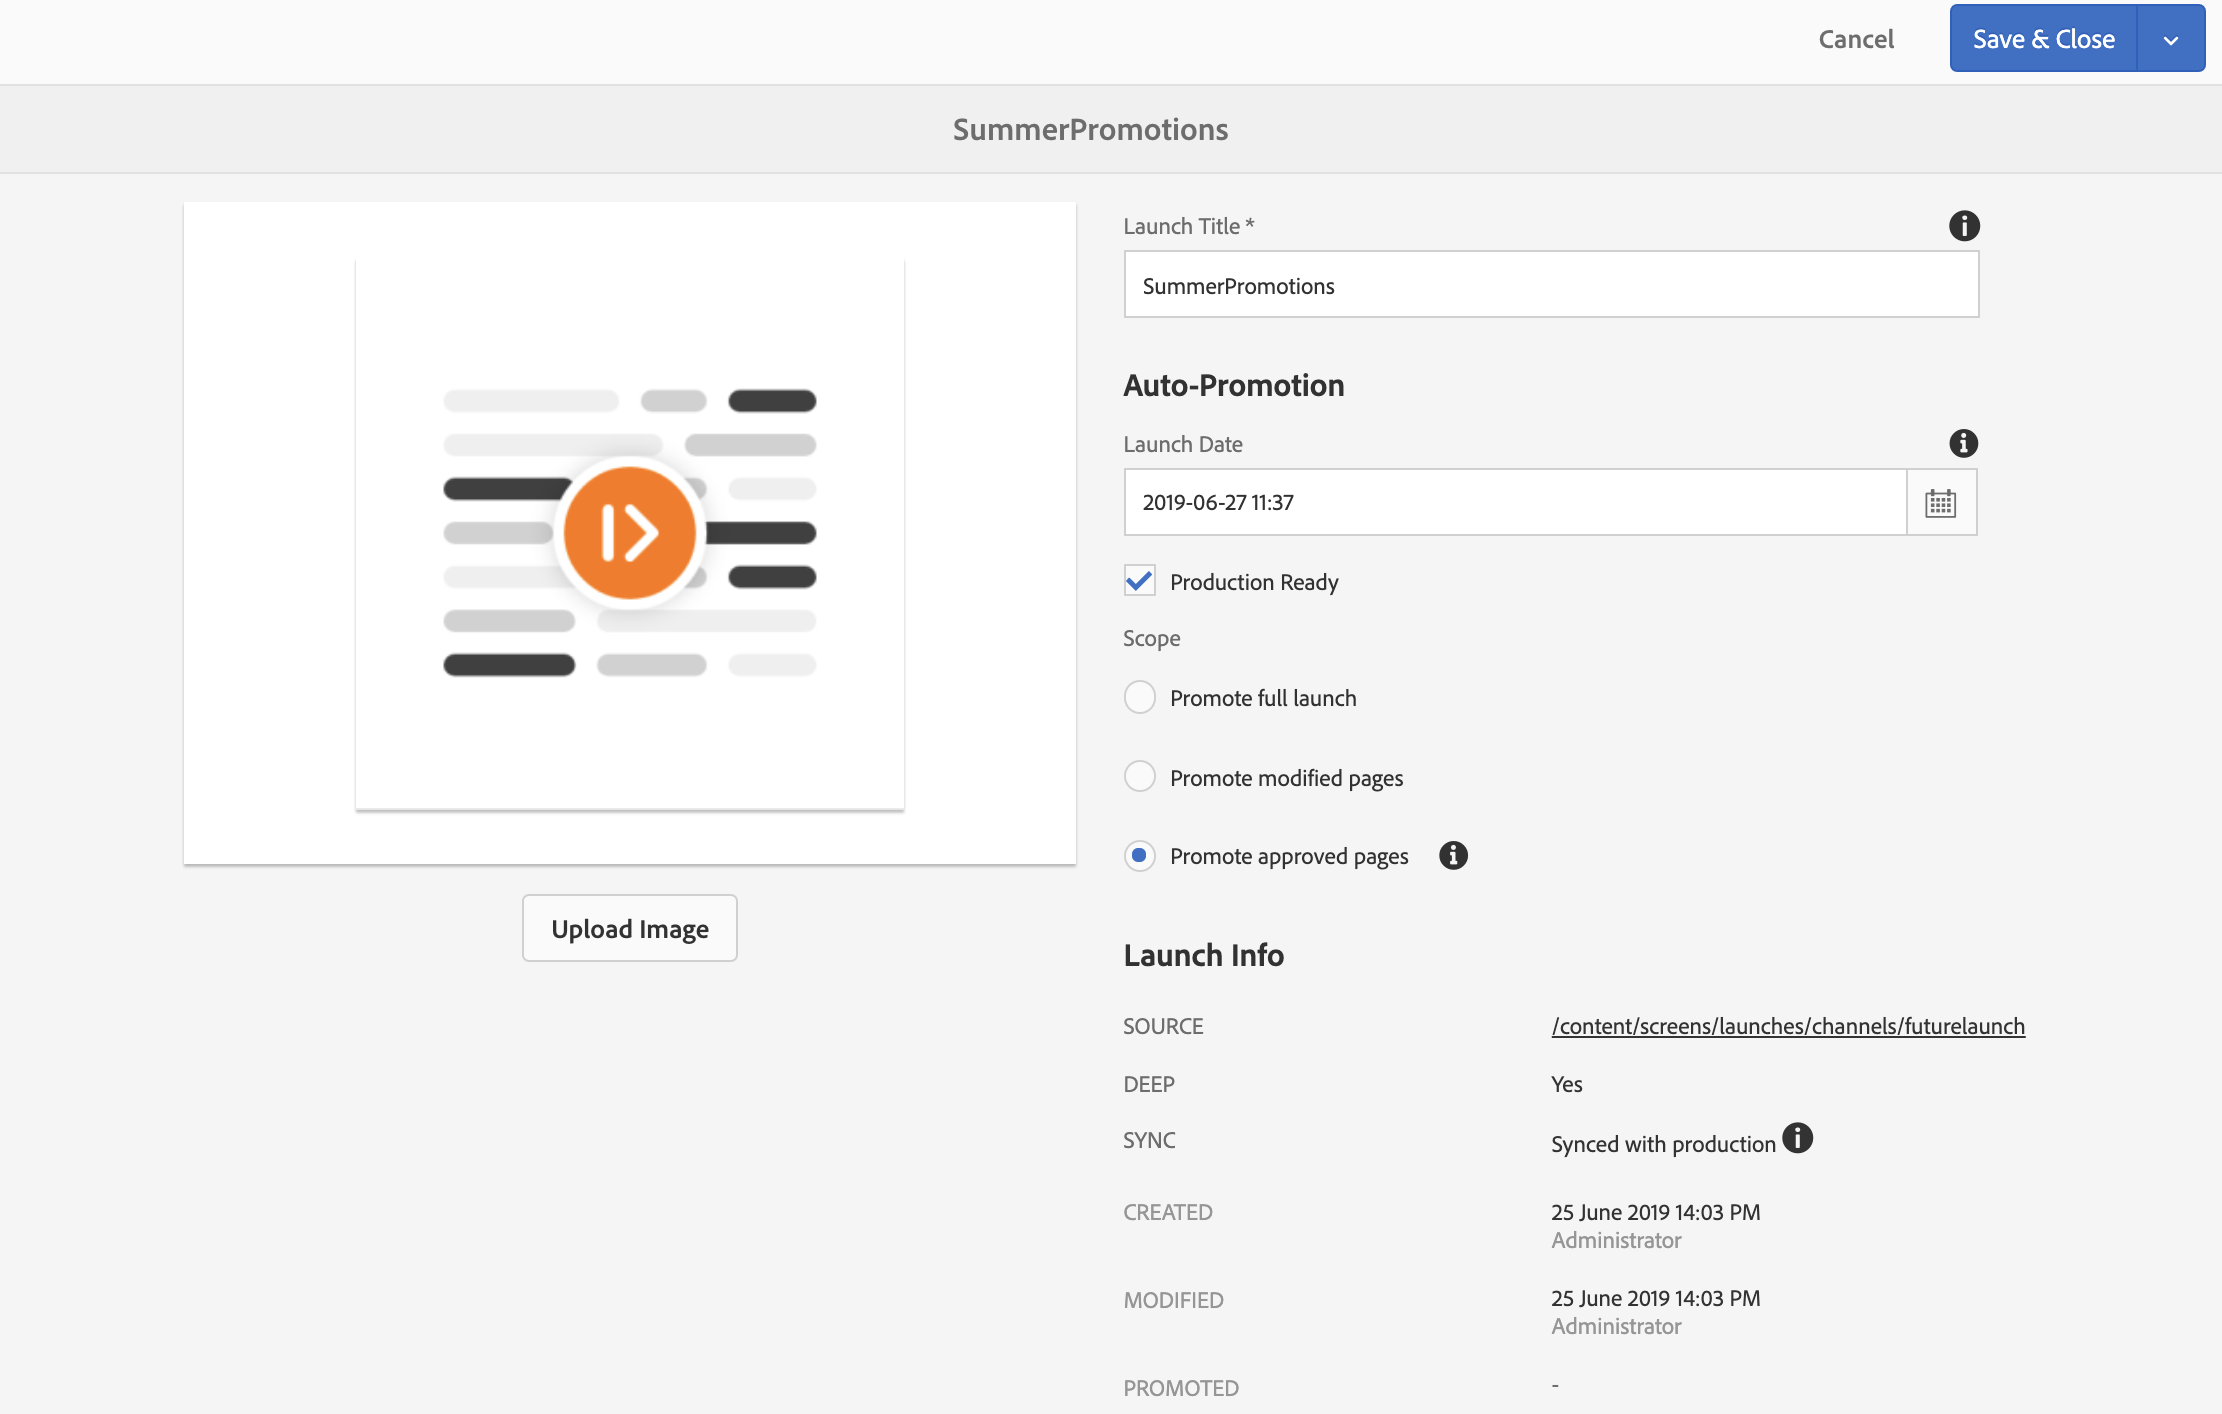 Cancel
Save & Close
SummerPromotions
Launch Title *
SummerPromotions
Auto-Promotion
Launch Date
2019-06-27 11:37
Production Ready
Scope
Promote full launch
Promote modified pages
Promote approved pages
Upload Image
Launch Info
SOURCE /content/screens/launches/channels/futurelaunch
DEEP Yes
SYNC Synced with production
CREATED 25 June 2019 14:03 PM
Administrator
MODIFIED 25 June 2019 14:03 PM
Administrator
PROMOTED -